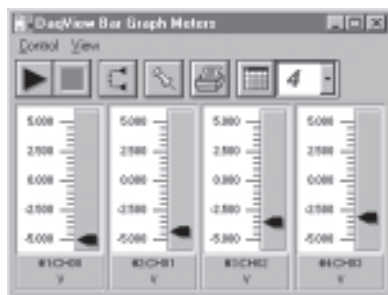 DaqView Bar Graph Meters
Control View
4
5.000 5.000 5.000 5.000
2.500 2.500 2.500 2.500
0.000 0.000 0.000 0.000
-2.500 -2.500 -2.500 -2.500
-5.000 -5.000 -5.000 -5.000
#1CH00 #2CH01 #3CH02 #4CH03
V V V V